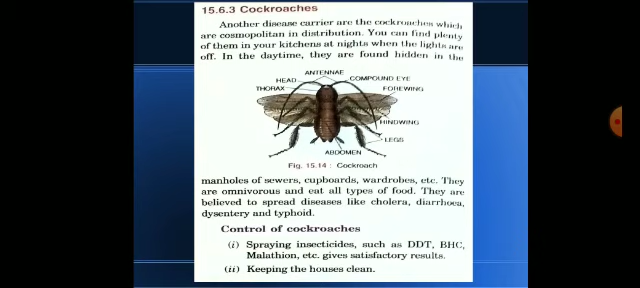 15.6.3 Cockroaches
Another disease carrier are the cockroaches which
are cosmopolitan in distribution. You can find plenty
of them in your kitchens at nights when the lights are
off. In the daytime, they are found hidden in the
ANTENNAE
HEAD COMPOUND EYE
THORAX FOREWING
HINDWING
LEGS
ABDOMEN
Fig. 15.14 : Cockroach
manholes of sewers, cupboards, wardrobes, etc. They
are omnivorous and eat all types of food. They are
believed to spread diseases like cholera, diarrhoea,
dysentery and typhoid.
Control of cockroaches
(i) Spraying insecticides, such as DDT, BHC,
Malathion, etc. gives satisfactory results.
(ii) Keeping the houses clean.